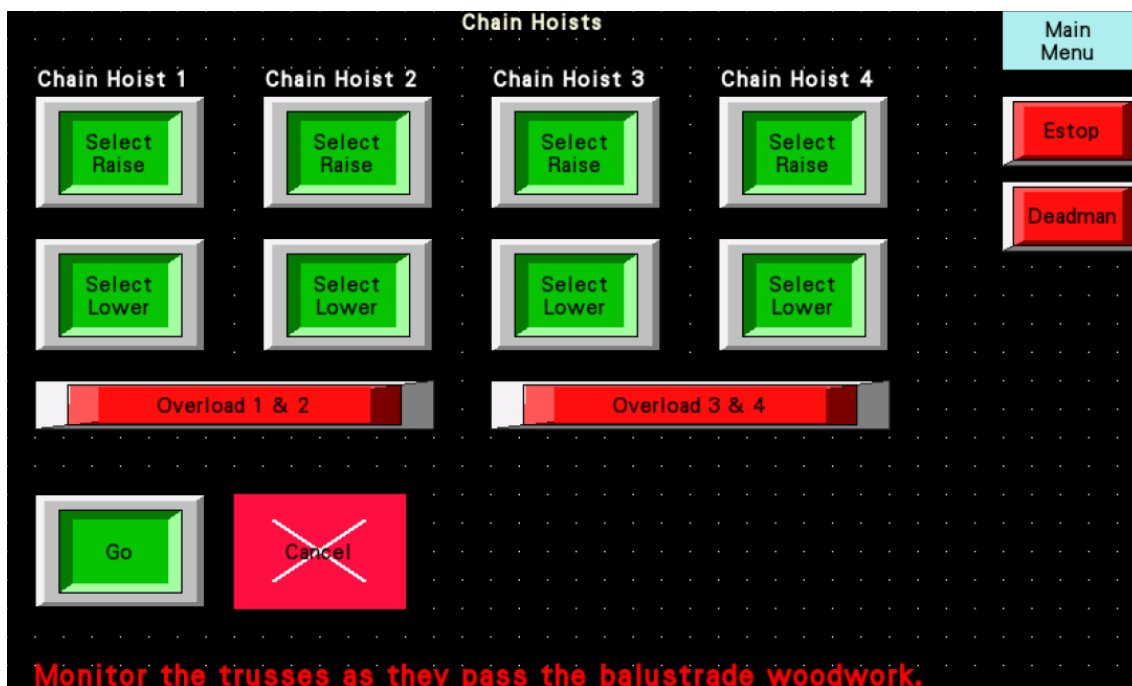 Chain Hoists
Main
Menu
Chain Hoist 1
Chain Hoist 2
Chain Hoist 3
Chain Hoist 4
Select
Raise
Select
Raise
Select
Raise
Select
Raise
Estop
Deadman
Select
Lower
Select
Lower
Select
Lower
Select
Lower
Overload 1 & 2
Overload 3 & 4
Go
Cancel
Monitor the trusses as they pass the balustrade woodwork.